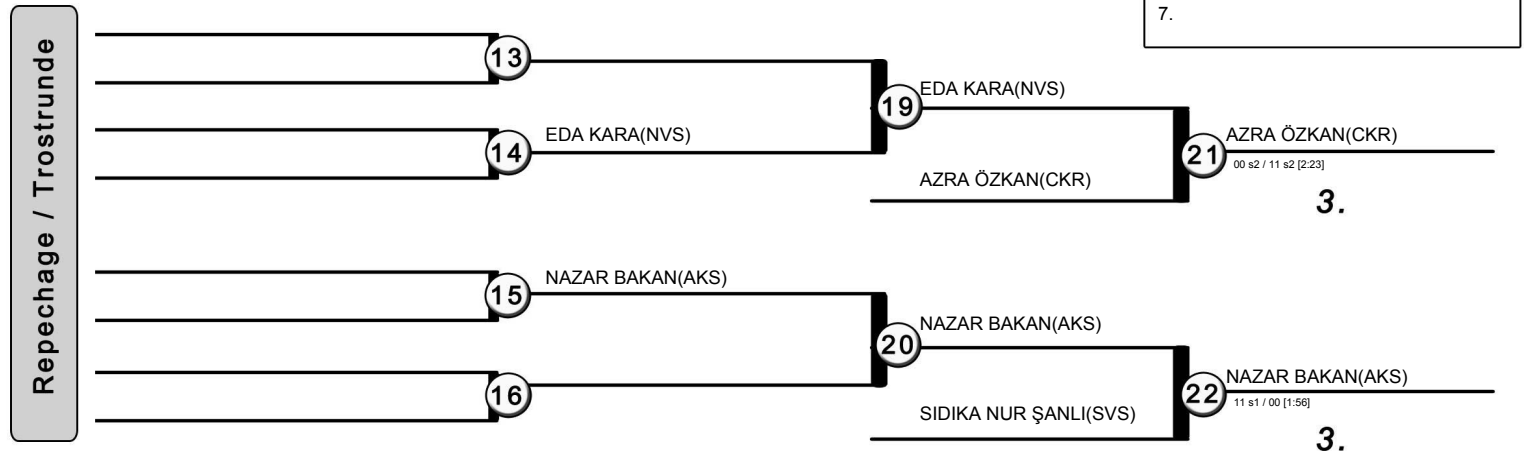 7.
Repechage / Trostrunde
13
EDA KARA(NVS)
14
19
EDA KARA(NVS)
AZRA ÖZKAN(CKR)
21
AZRA ÖZKAN(CKR)
00 s2 / 11 s2 [2:23]
3.
NAZAR BAKAN(AKS)
15
16
20
NAZAR BAKAN(AKS)
SIDIKA NUR ŞANLI(SVS)
22
NAZAR BAKAN(AKS)
11 s1 / 00 [1:56]
3.